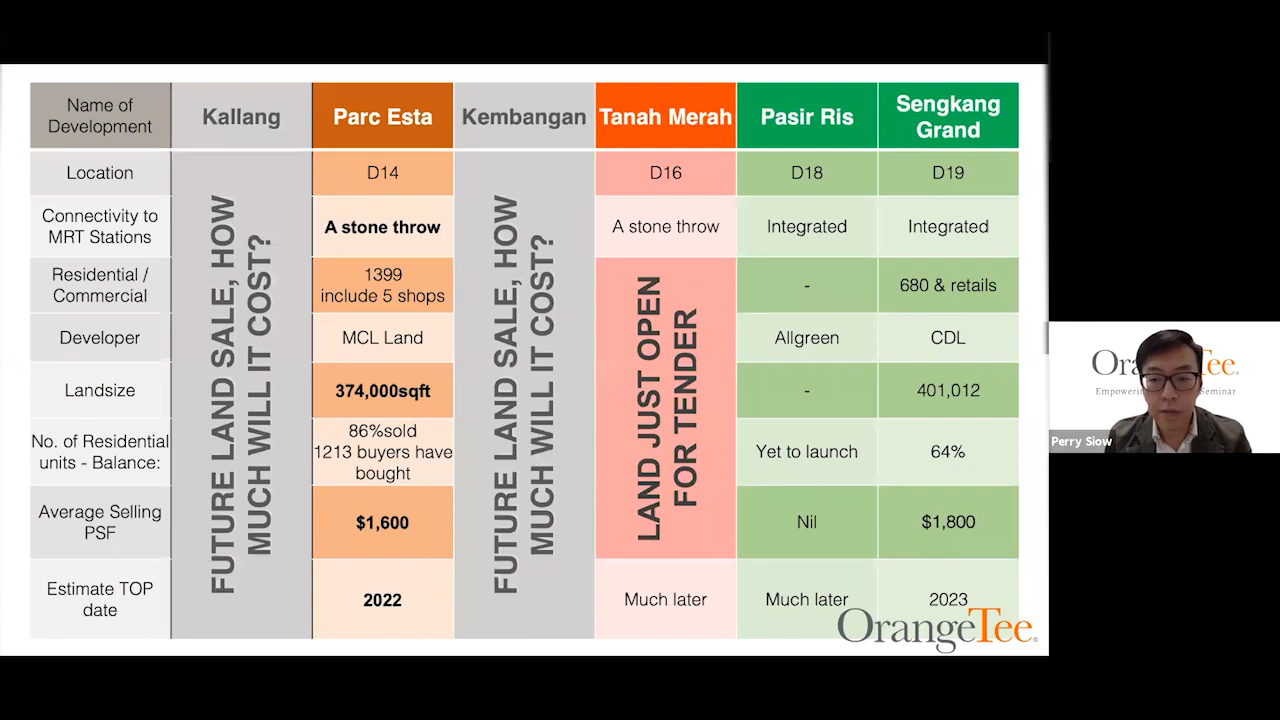 Name of
Development
Kallang
Parc Esta
Kembangan
Tanah Merah
Pasir Ris
Sengkang
Grand
Location
D14
D16
D18
D19
Connectivity to
MRT Stations
A stone throw
A stone throw
Integrated
Integrated
Residential /
Commercial
1399
include 5 shops
-
680 & retails
Developer
MCL Land
Allgreen
CDL
Landsize
374,000sqft
-
401,012
No. of Residential
units - Balance:
86%sold
1213 buyers have
bought
Yet to launch
64%
Average Selling
PSF
$1,600
Nil
$1,800
Estimate TOP
date
2022
Much later
Much later
2023
FUTURE LAND SALE, HOW
MUCH WILL IT COST?
FUTURE LAND SALE, HOW
MUCH WILL IT COST?
LAND JUST OPEN
FOR TENDER
OrangeTee
Perry Siow
Seminar